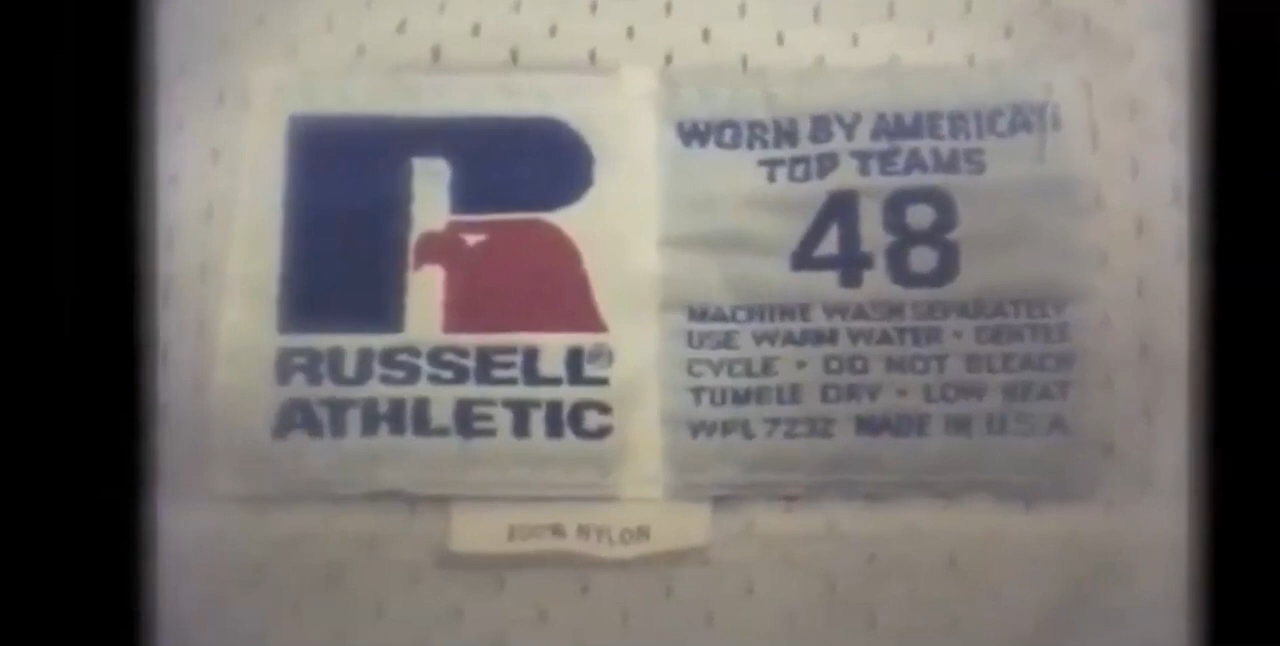 RUSSELL®
ATHLETIC
WORN BY AMERICA'S
TOP TEAMS
48
MACHINE WASH SEPARATELY
USE WARM WATER • GENTLE
CYCLE • DO NOT BLEACH
TUMBLE DRY • LOW HEAT
WPL 7232 MADE IN U.S.A
100% NYLON